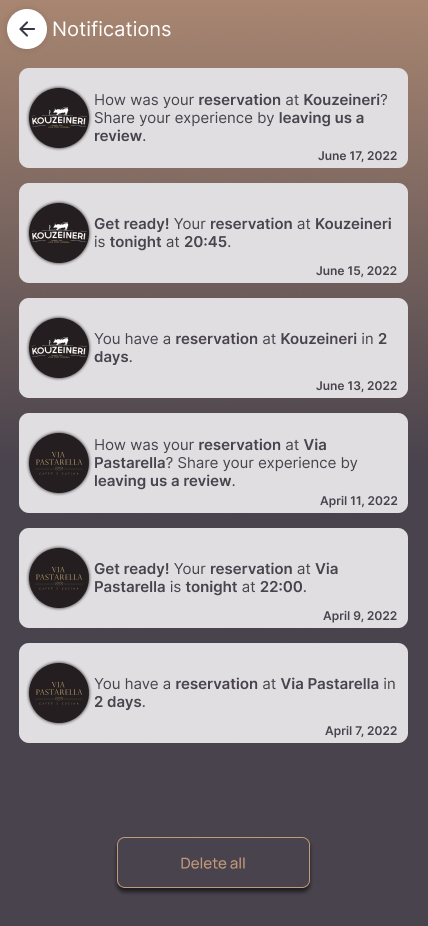 Notifications
How was your reservation at Kouzeineri?
Share your experience by leaving us a
review.
KOUZEINERI
June 17, 2022
Get ready! Your reservation at Kouzeineri
is tonight at 20:45.
KOUZEINERI
June 15, 2022
You have a reservation at Kouzeineri in 2
days.
KOUZEINERI
June 13, 2022
How was your reservation at Via
Pastarella? Share your experience by
leaving us a review.
VIA
PASTARELLA
April 11, 2022
Get ready! Your reservation at Via
Pastarella is tonight at 22:00.
VIA
PASTARELLA
April 9, 2022
You have a reservation at Via Pastarella in
2 days.
VIA
PASTARELLA
April 7, 2022
Delete all